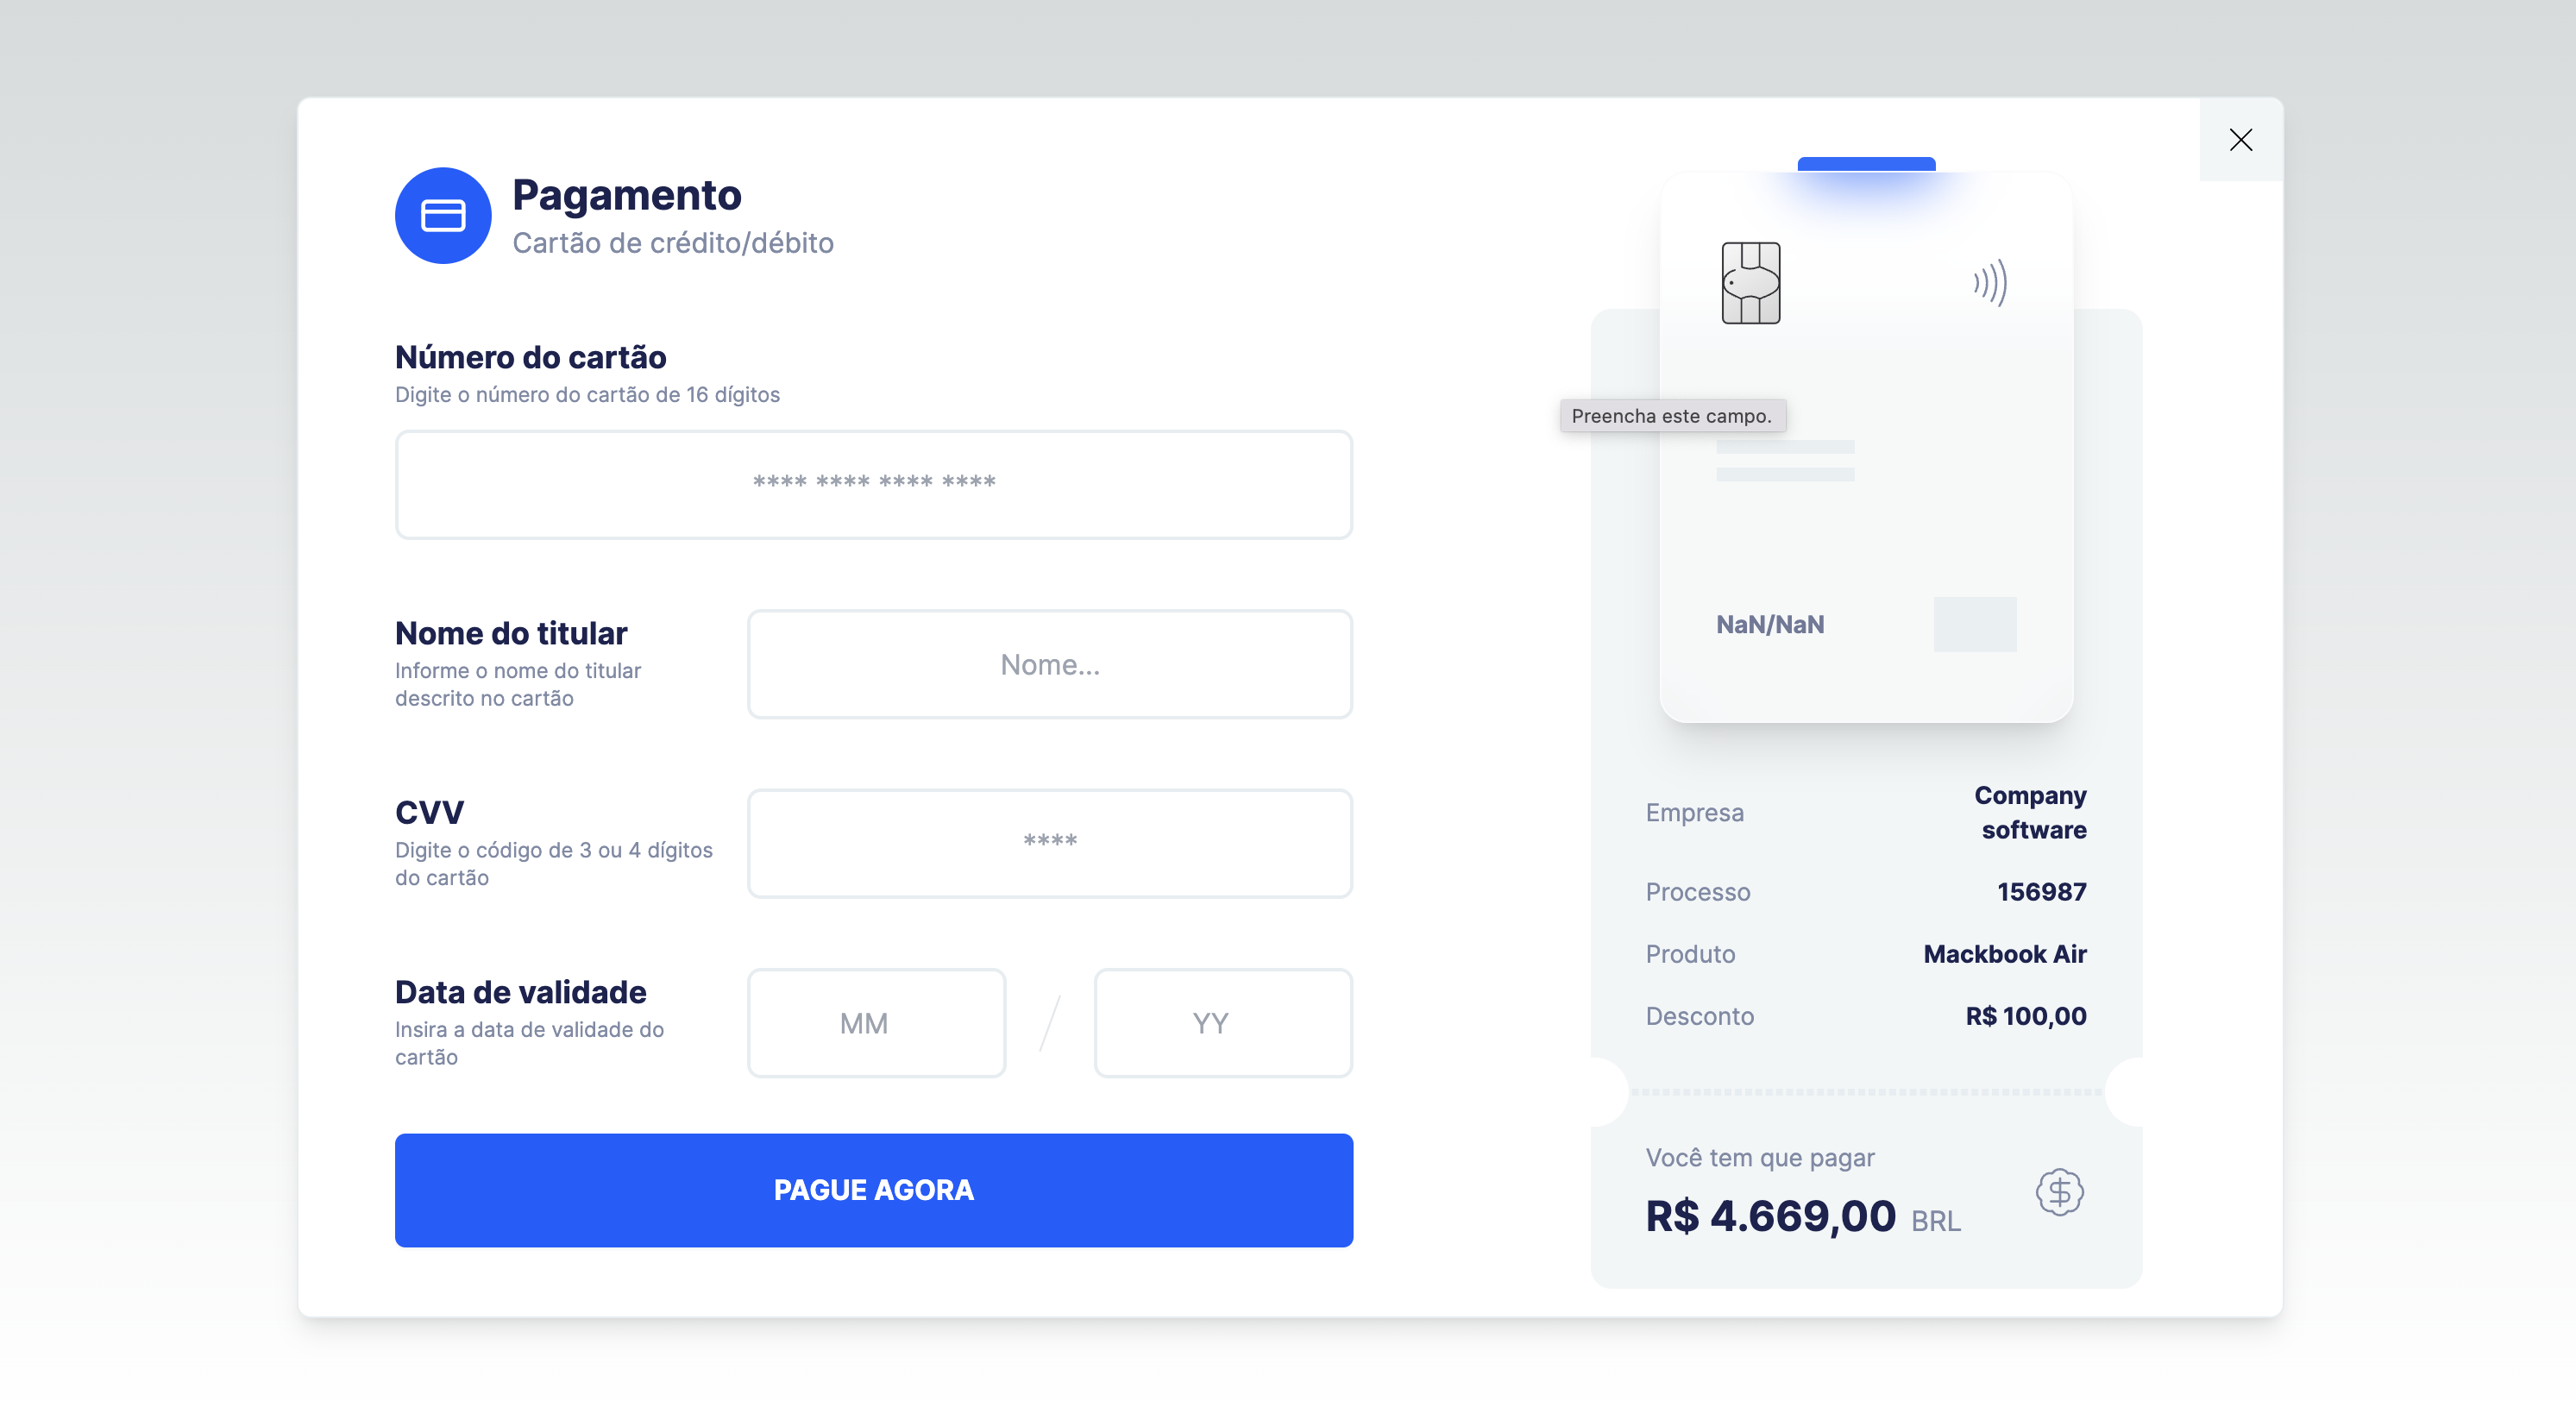 Pagamento
Cartão de crédito/débito
Número do cartão
Digite o número do cartão de 16 dígitos
**** **** **** ****
Nome do titular
Informe o nome do titular
descrito no cartão
Nome...
CVV
Digite o código de 3 ou 4 dígitos
do cartão
****
Data de validade
Insira a data de validade do
cartão
MM / YY
PAGUE AGORA
Preencha este campo.
NaN/NaN
Empresa Company
software
Processo 156987
Produto Mackbook Air
Desconto R$ 100,00
Você tem que pagar
R$ 4.669,00 BRL